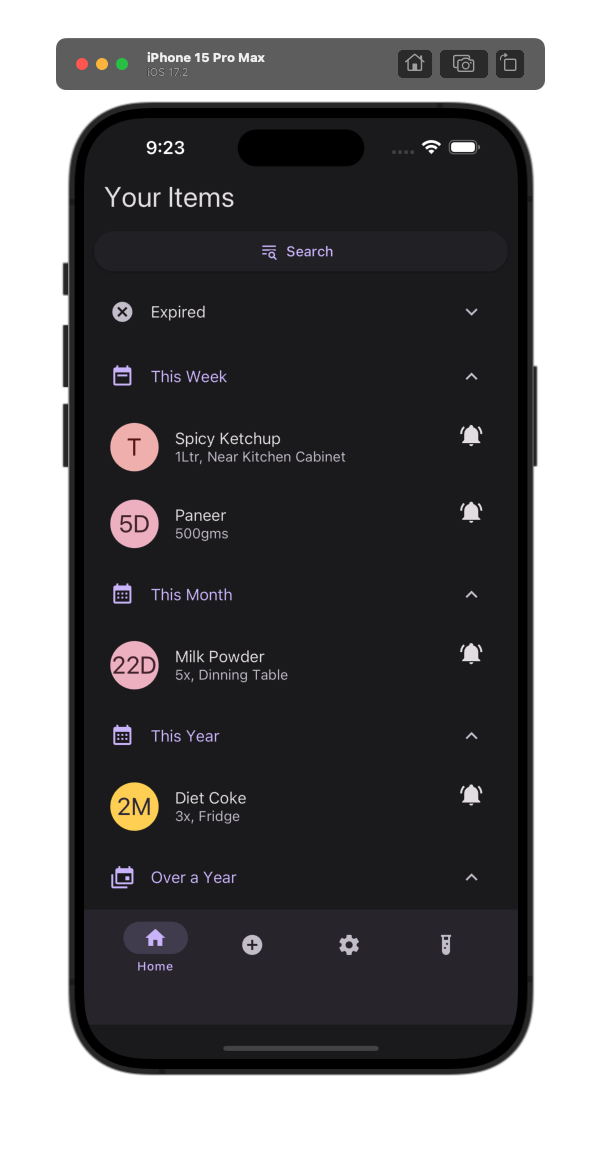 iPhone 15 Pro Max
iOS 17.2
9:23
Your Items
Search
Expired
This Week
T
Spicy Ketchup
1Ltr, Near Kitchen Cabinet
5D
Paneer
500gms
This Month
22D
Milk Powder
5x, Dinning Table
This Year
2M
Diet Coke
3x, Fridge
Over a Year
Home